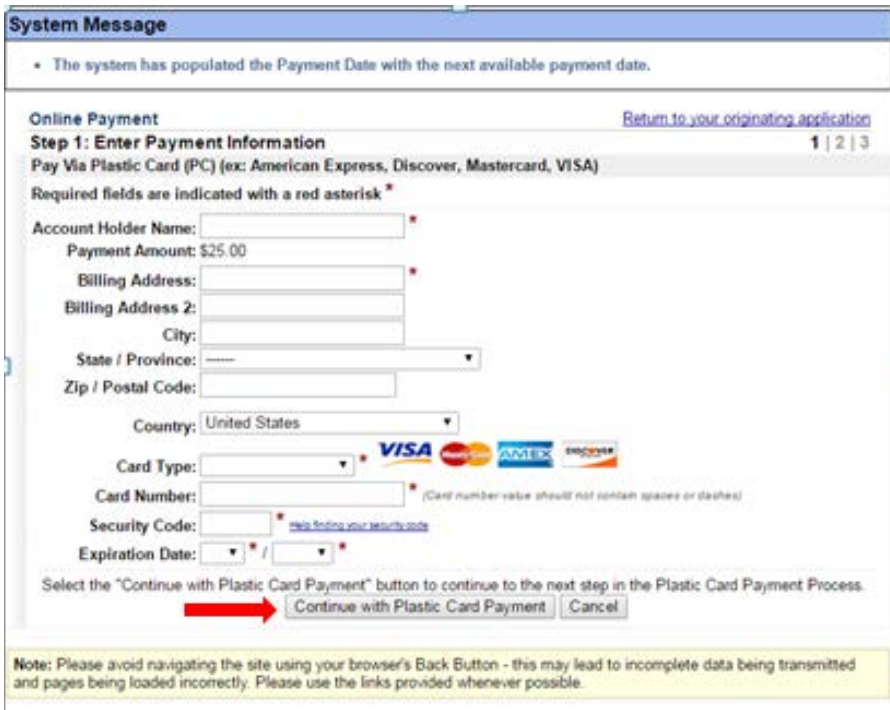 System Message
• The system has populated the Payment Date with the next available payment date.
Online Payment Return to your originating application
Step 1: Enter Payment Information 1 | 2 | 3
Pay Via Plastic Card (PC) (ex: American Express, Discover, Mastercard, VISA)
Required fields are indicated with a red asterisk *
Account Holder Name: *
Payment Amount: $25.00
Billing Address: *
Billing Address 2:
City:
State / Province: ------
Zip / Postal Code:
Country: United States
Card Type: * VISA MasterCard AMEX DISCOVER
Card Number: * (Card number value should not contain spaces or dashes)
Security Code: * Help finding your security code
Expiration Date: * / *
Select the "Continue with Plastic Card Payment" button to continue to the next step in the Plastic Card Payment Process.
Continue with Plastic Card Payment Cancel
Note: Please avoid navigating the site using your browser's Back Button - this may lead to incomplete data being transmitted
and pages being loaded incorrectly. Please use the links provided whenever possible.